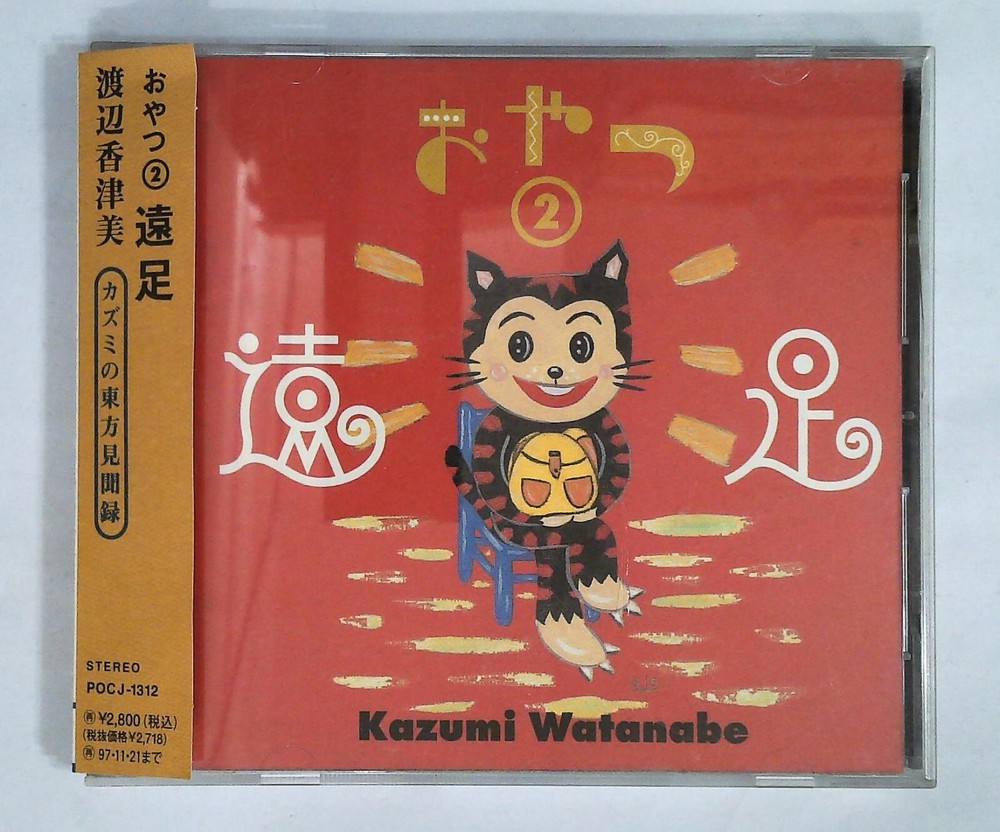 おやつ② 遠足
渡辺香津美
カズミの東方見聞録
STEREO
POCJ-1312
再 ¥2,800(税込)
(税抜価格¥2,718)
再 97・11・21まで
おやつ
②
遠足
Kazumi Watanabe